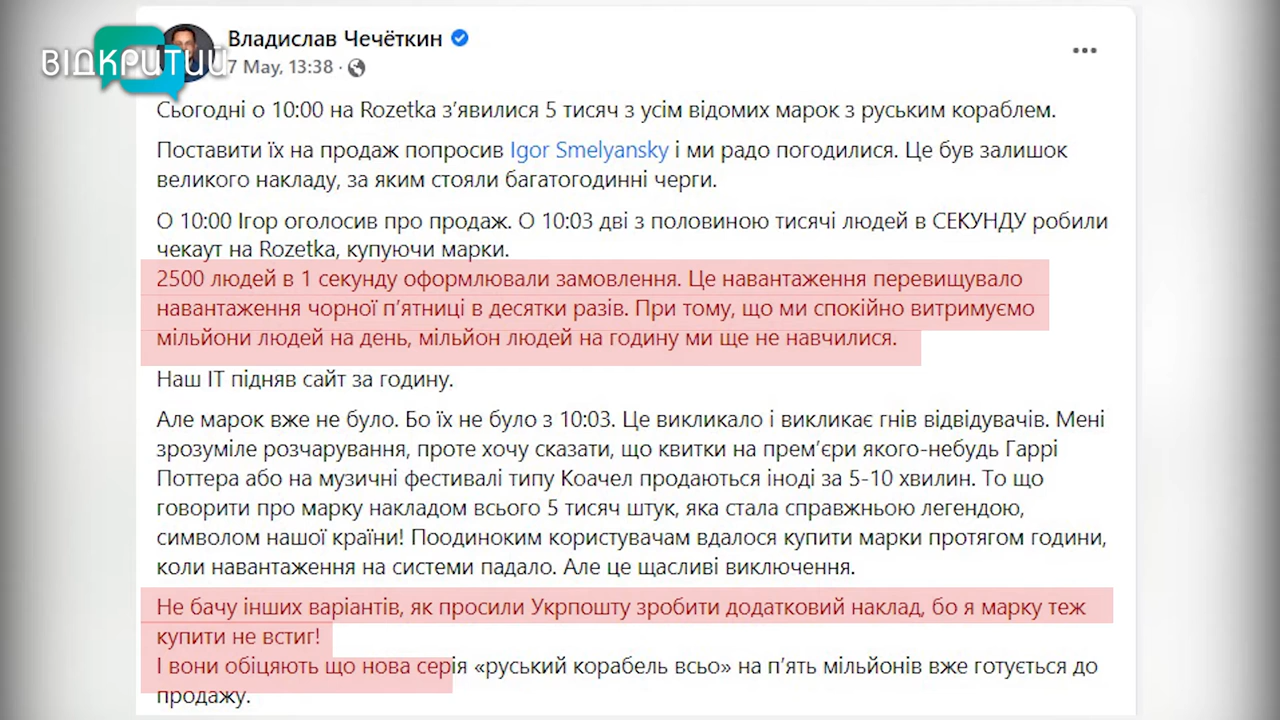 ВІДКРИТИЙ
Владислав Чечёткин
7 May, 13:38 ·
Сьогодні о 10:00 на Rozetka з’явилися 5 тисяч з усім відомих марок з руським кораблем.
Поставити їх на продаж попросив Igor Smelyansky і ми радо погодилися. Це був залишок
великого накладу, за яким стояли багатогодинні черги.
О 10:00 Ігор оголосив про продаж. О 10:03 дві з половиною тисячі людей в СЕКУНДУ робили
чекаут на Rozetka, купуючи марки.
2500 людей в 1 секунду оформлювали замовлення. Це навантаження перевищувало
навантаження чорної п’ятниці в десятки разів. При тому, що ми спокійно витримуємо
мільйони людей на день, мільйон людей на годину ми ще не навчилися.
Наш ІТ підняв сайт за годину.
Але марок вже не було. Бо їх не було з 10:03. Це викликало і викликає гнів відвідувачів. Мені
зрозуміле розчарування, проте хочу сказати, що квитки на прем’єри якого-небудь Гаррі
Поттера або на музичні фестивалі типу Коачел продаються іноді за 5-10 хвилин. То що
говорити про марку накладом всього 5 тисяч штук, яка стала справжньою легендою,
символом нашої країни! Поодиноким користувачам вдалося купити марки протягом години,
коли навантаження на системи падало. Але це щасливі виключення.
Не бачу інших варіантів, як просили Укрпошту зробити додатковий наклад, бо я марку теж
купити не встиг!
І вони обіцяють що нова серія «руський корабель всьо» на п’ять мільйонів вже готується до
продажу.